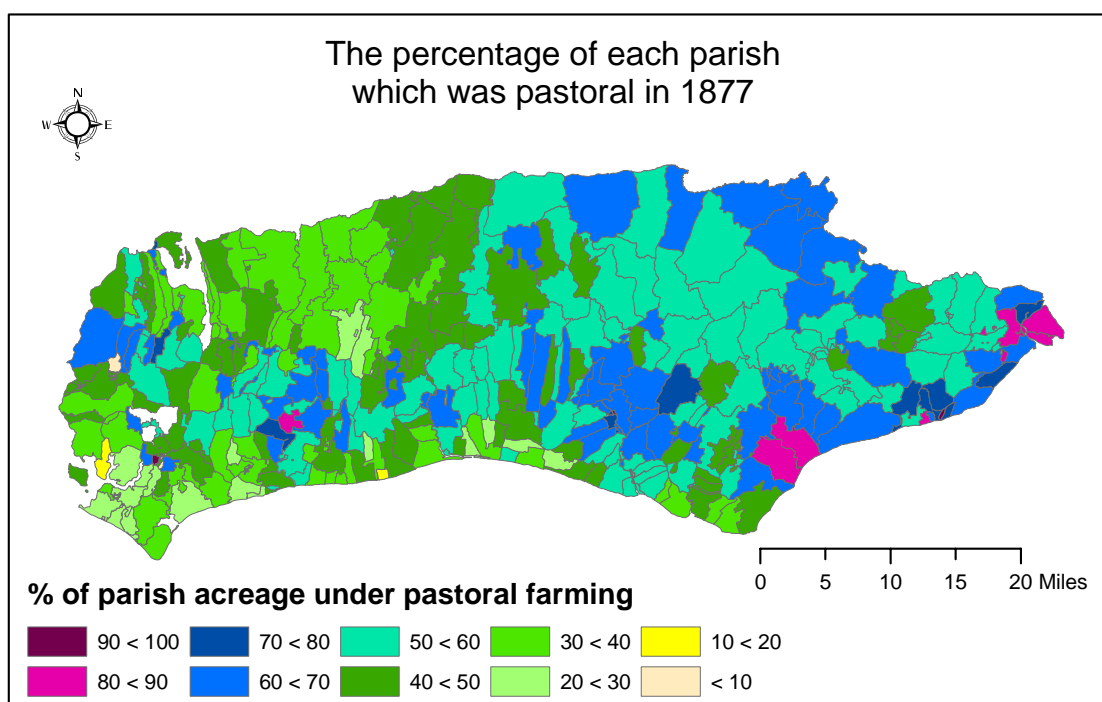 The percentage of each parish
which was pastoral in 1877
N
W E
S
0 5 10 15 20 Miles
% of parish acreage under pastoral farming
90 < 100 70 < 80 50 < 60 30 < 40 10 < 20
80 < 90 60 < 70 40 < 50 20 < 30 < 10